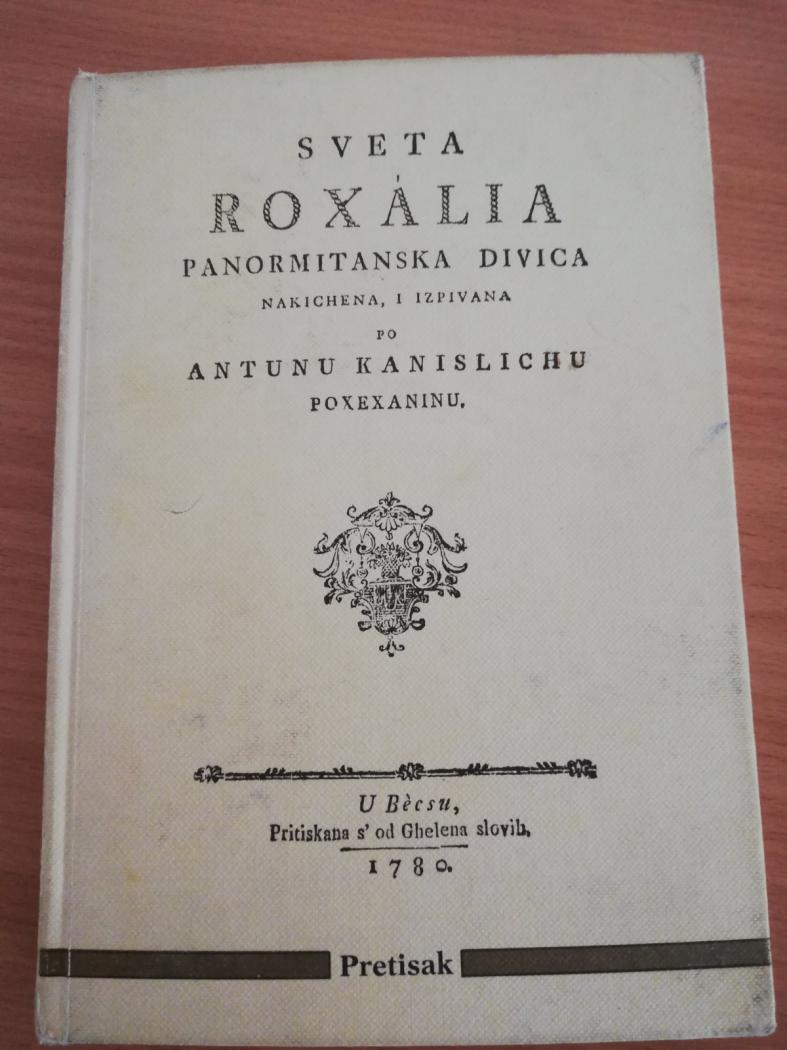 SVETA
ROXÁLIA
PANORMITANSKA DIVICA
NAKICHENA, I IZPIVANA
PO
ANTUNU KANISLICHU
POXEXANINU.
U Bècsu,
Pritiskana s' od Ghelena slovih.
1780.
Pretisak